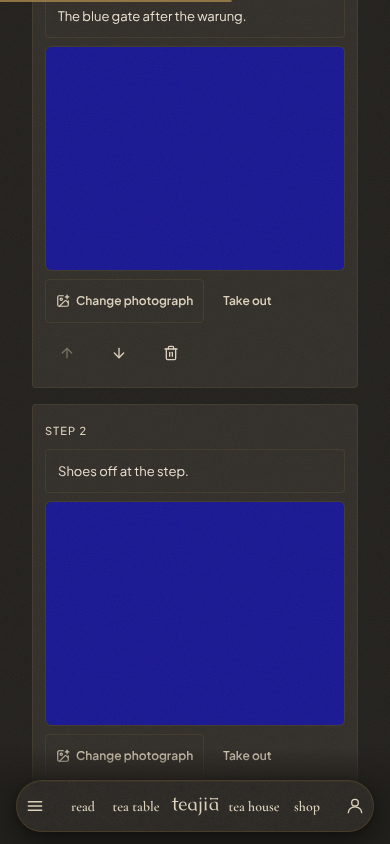 The blue gate after the warung.
Change photograph Take out
STEP 2
Shoes off at the step.
Change photograph Take out
read tea table teajiā tea house shop